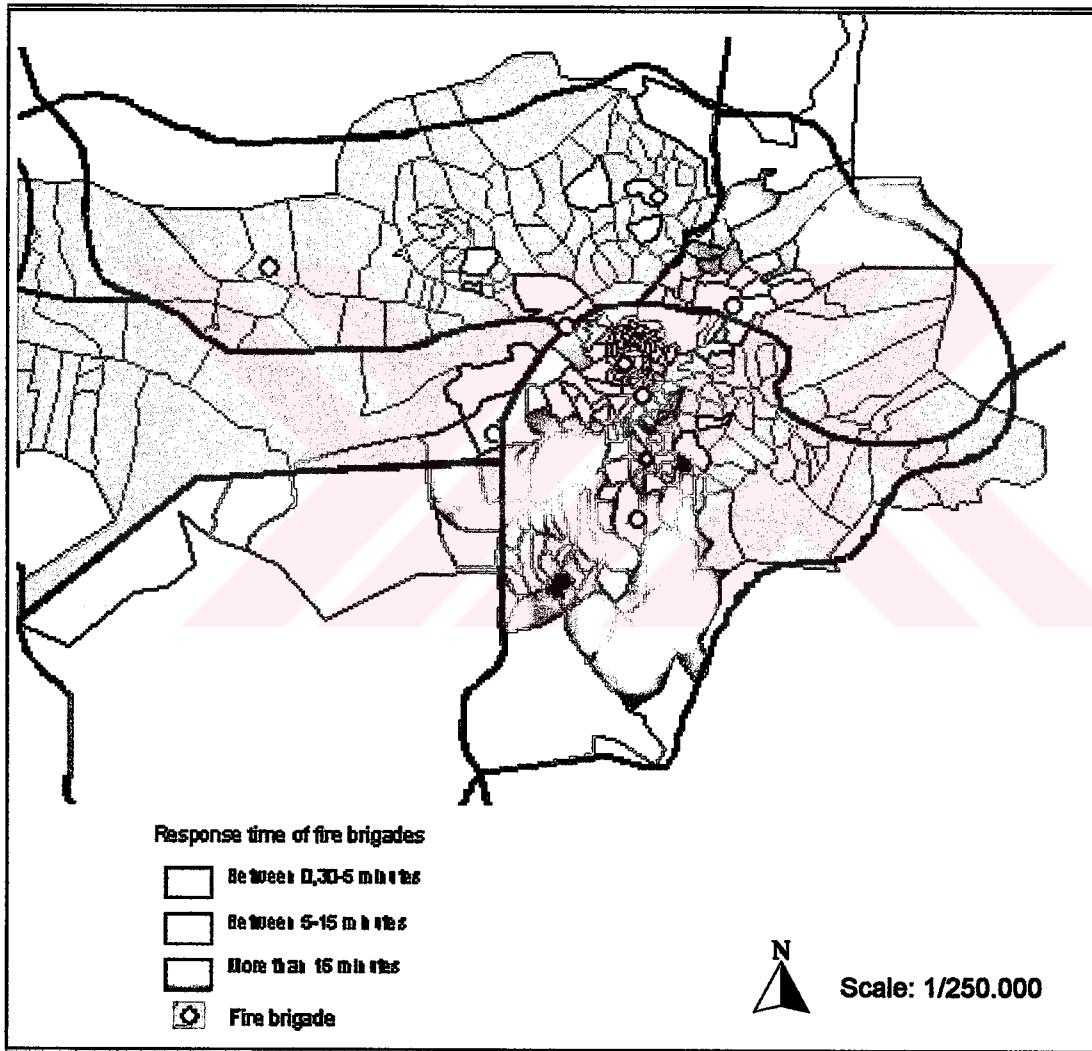 Response time of fire brigades
Between 0,30-5 minutes
Between 5-15 minutes
More than 15 minutes
Fire brigade
N
Scale: 1/250.000